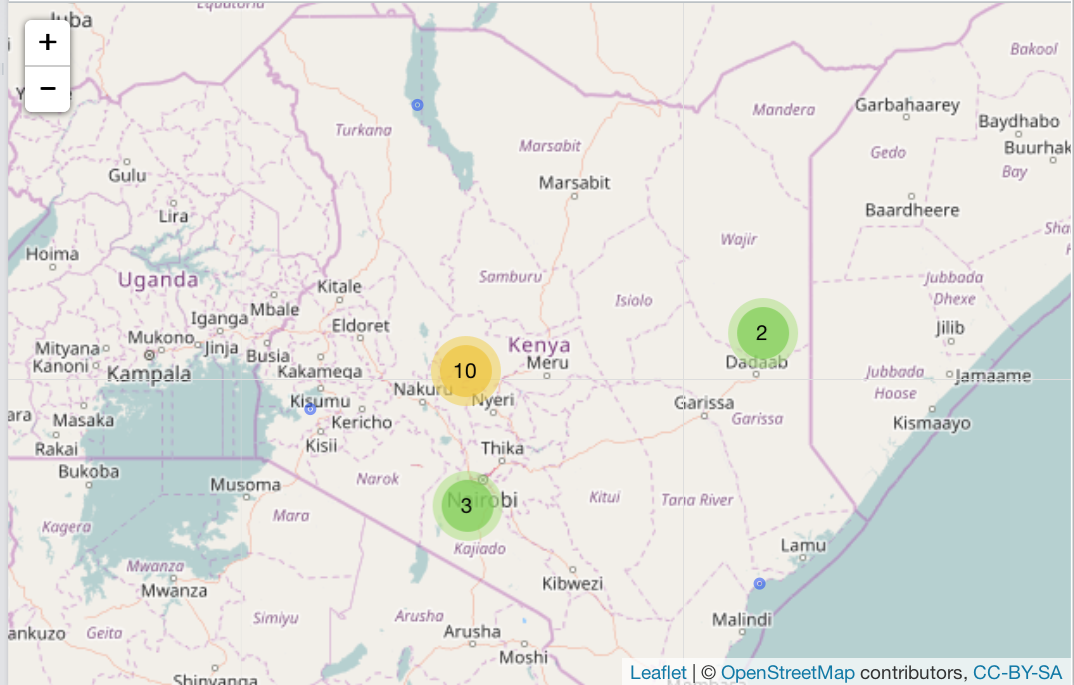 Equatoria
Juba
+
−
Bakool
Garbahaarey
Mandera
Baydhabo
Turkana
Marsabit
Gedo
Buurhak
Bay
Gulu
Marsabit
Lira
Baardheere
Sha
Wajir
Hoima
Uganda
Samburu
Jubbada
Dhexe
Kitale
Isiolo
Mbale
Iganga
Eldoret
Jilib
2
Mukono
Kenya
Mityana
Jinja
Busia
Dadaab
Kanoni
Kampala
Kakamega
10
Meru
Jubbada
Hoose
Jamaame
Nakuru
Nyeri
Kisumu
Garissa
ara
Masaka
Kericho
Garissa
Kismaayo
Rakai
Kisii
Thika
Bukoba
Musoma
Narok
Nairobi
3
Kitui
Tana River
Mara
Kagera
Kajiado
Lamu
Mwanza
Mwanza
Kibwezi
Simiyu
Arusha
Malindi
ankuzo
Geita
Arusha
Moshi
Shinyanga
Leaflet | © OpenStreetMap contributors, CC-BY-SA